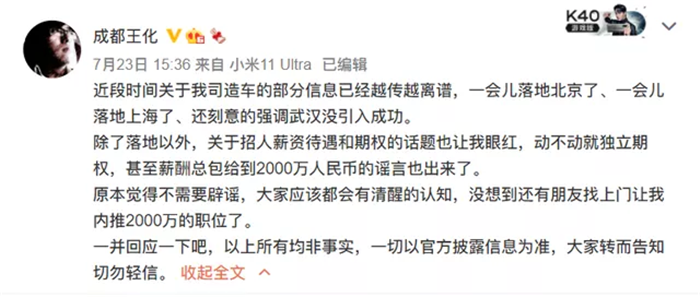 K40
游戏增强版
成都王化
7月23日 15:36 来自 小米11 Ultra 已编辑
近段时间关于我司造车的部分信息已经越传越离谱，一会儿落地北京了、一会儿
落地上海了、还刻意的强调武汉没引入成功。
除了落地以外，关于招人薪资待遇和期权的话题也让我眼红，动不动就独立期
权，甚至薪酬总包给到2000万人民币的谣言也出来了。
原本觉得不需要辟谣，大家应该都会有清醒的认知，没想到还有朋友找上门让我
内推2000万的职位了。
一并回应一下吧，以上所有均非事实，一切以官方披露信息为准，大家转而告知
切勿轻信。 收起全文